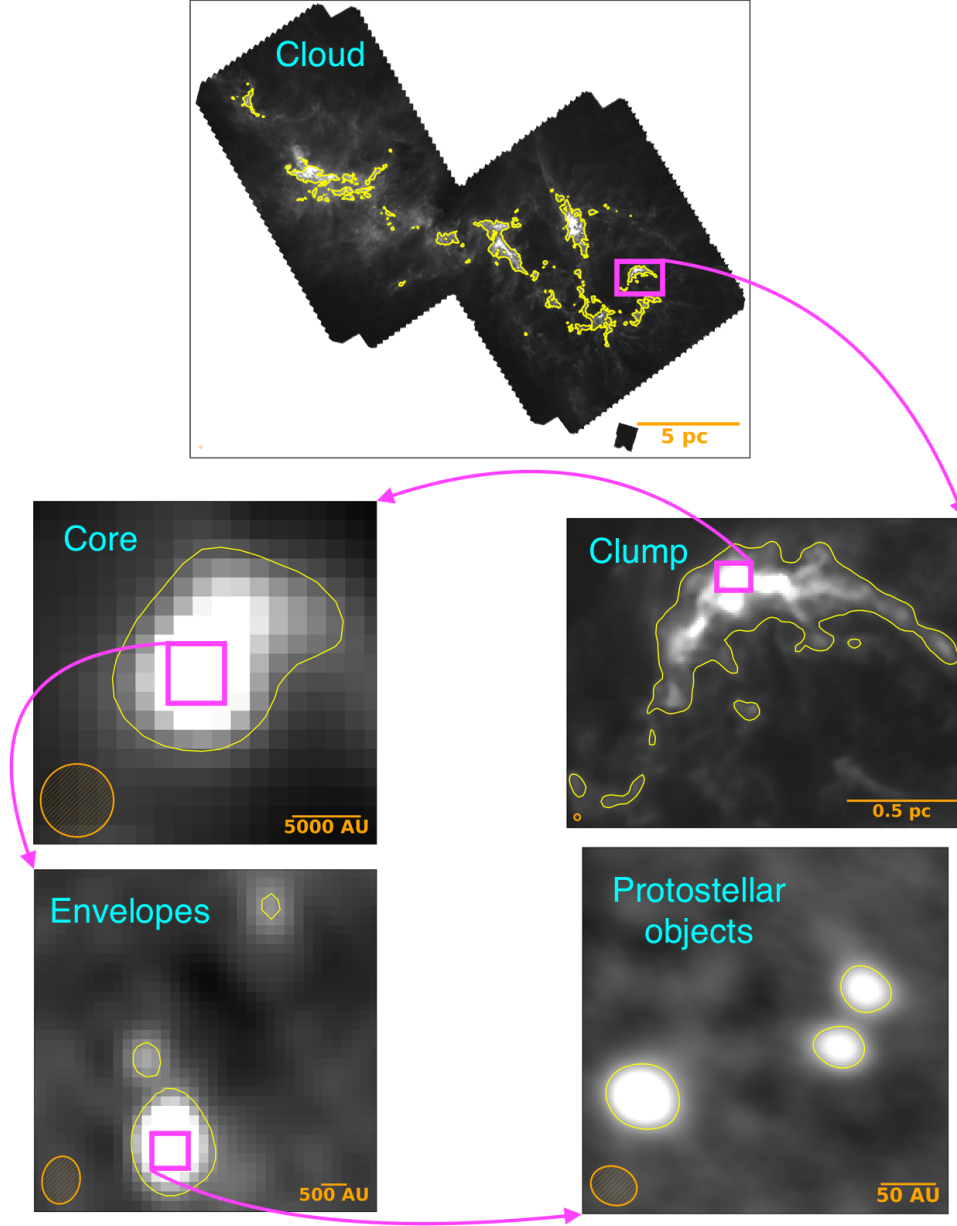 Cloud
5 pc
Core
5000 AU
Clump
0.5 pc
Envelopes
500 AU
Protostellar
objects
50 AU